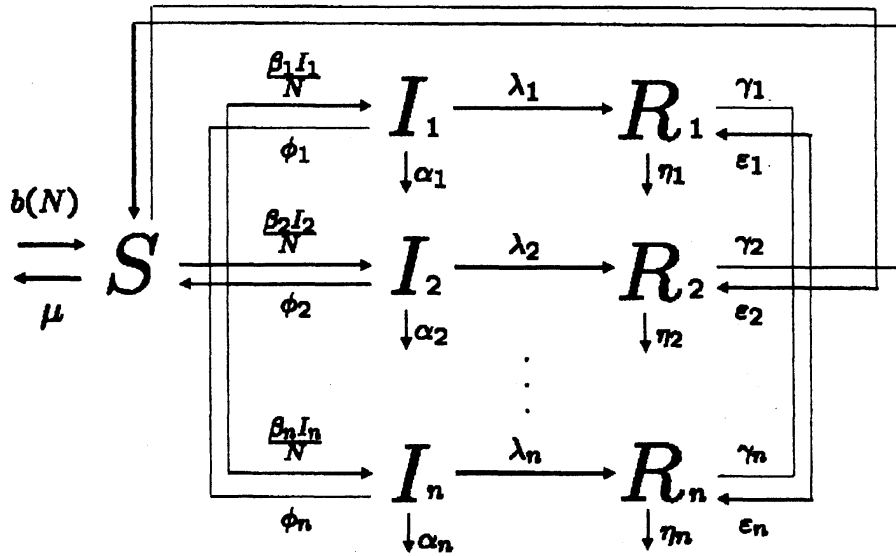 β₁I₁/N λ₁ γ₁
I₁ R₁
ϕ₁ ε₁
α₁ η₁
b(N) β₂I₂/N λ₂ γ₂
S I₂ R₂
μ ϕ₂ ε₂
α₂ η₂
βₙIₙ/N λₙ γₙ
Iₙ Rₙ
ϕₙ εₙ
αₙ ηₙ